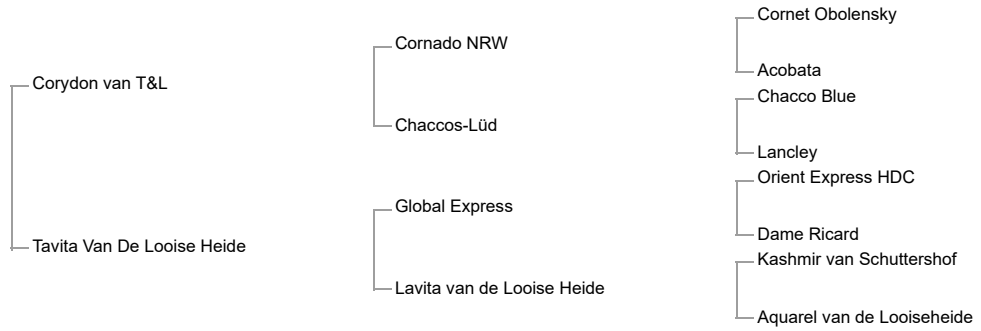 Cornet Obolensky
Cornado NRW
Acobata
Corydon van T&L
Chacco Blue
Chaccos-Lüd
Lancley
Orient Express HDC
Global Express
Dame Ricard
Tavita Van De Looise Heide
Kashmir van Schuttershof
Lavita van de Looise Heide
Aquarel van de Looiseheide